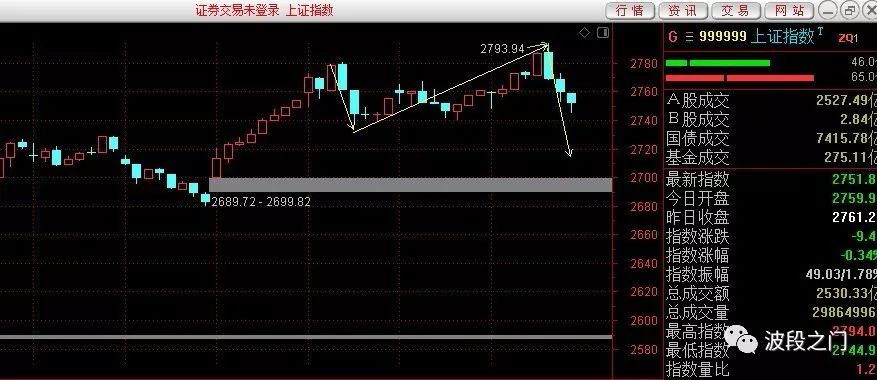 证券交易未登录 上证指数
行情 资讯 交易 网站
G 三 999999 上证指数T ZQ1
46.0
65.0
2793.94
2780
2760
2740
2720
2700
2680
2660
2640
2620
2600
2580
2689.72 - 2699.82
A股成交 2527.49亿
B股成交 2.84亿
国债成交 7415.78亿
基金成交 275.11亿
最新指数 2751.8
今日开盘 2759.9
昨日收盘 2761.2
指数涨跌 -9.4
指数涨幅 -0.34%
指数振幅 49.03/1.78%
总成交额 2530.33亿
总成交量 29864996
最高指数 2794.0
最低指数 2744.9
指数量比 1.2
波段之门